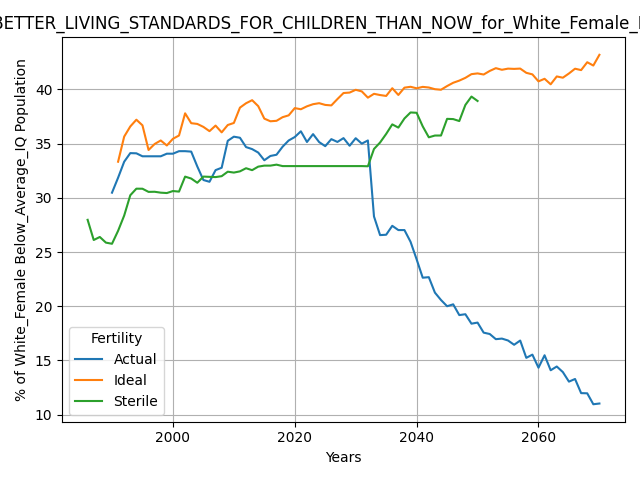 BETTER_LIVING_STANDARDS_FOR_CHILDREN_THAN_NOW_for_White_Female_
% of White_Female Below_Average_IQ Population
40
35
30
25
20
15
10
Fertility
Actual
Ideal
Sterile
2000
2020
2040
2060
Years